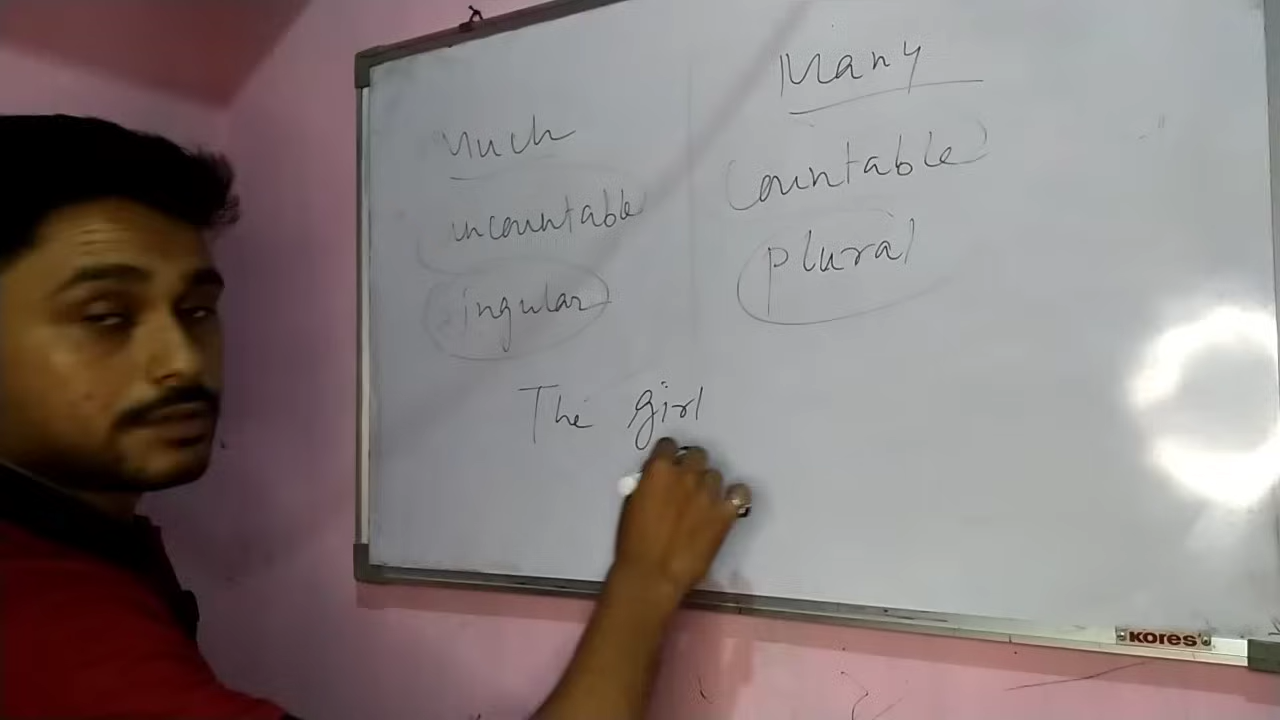 Much
uncountable
singular
Many
Countable
plural
The girl
KORES